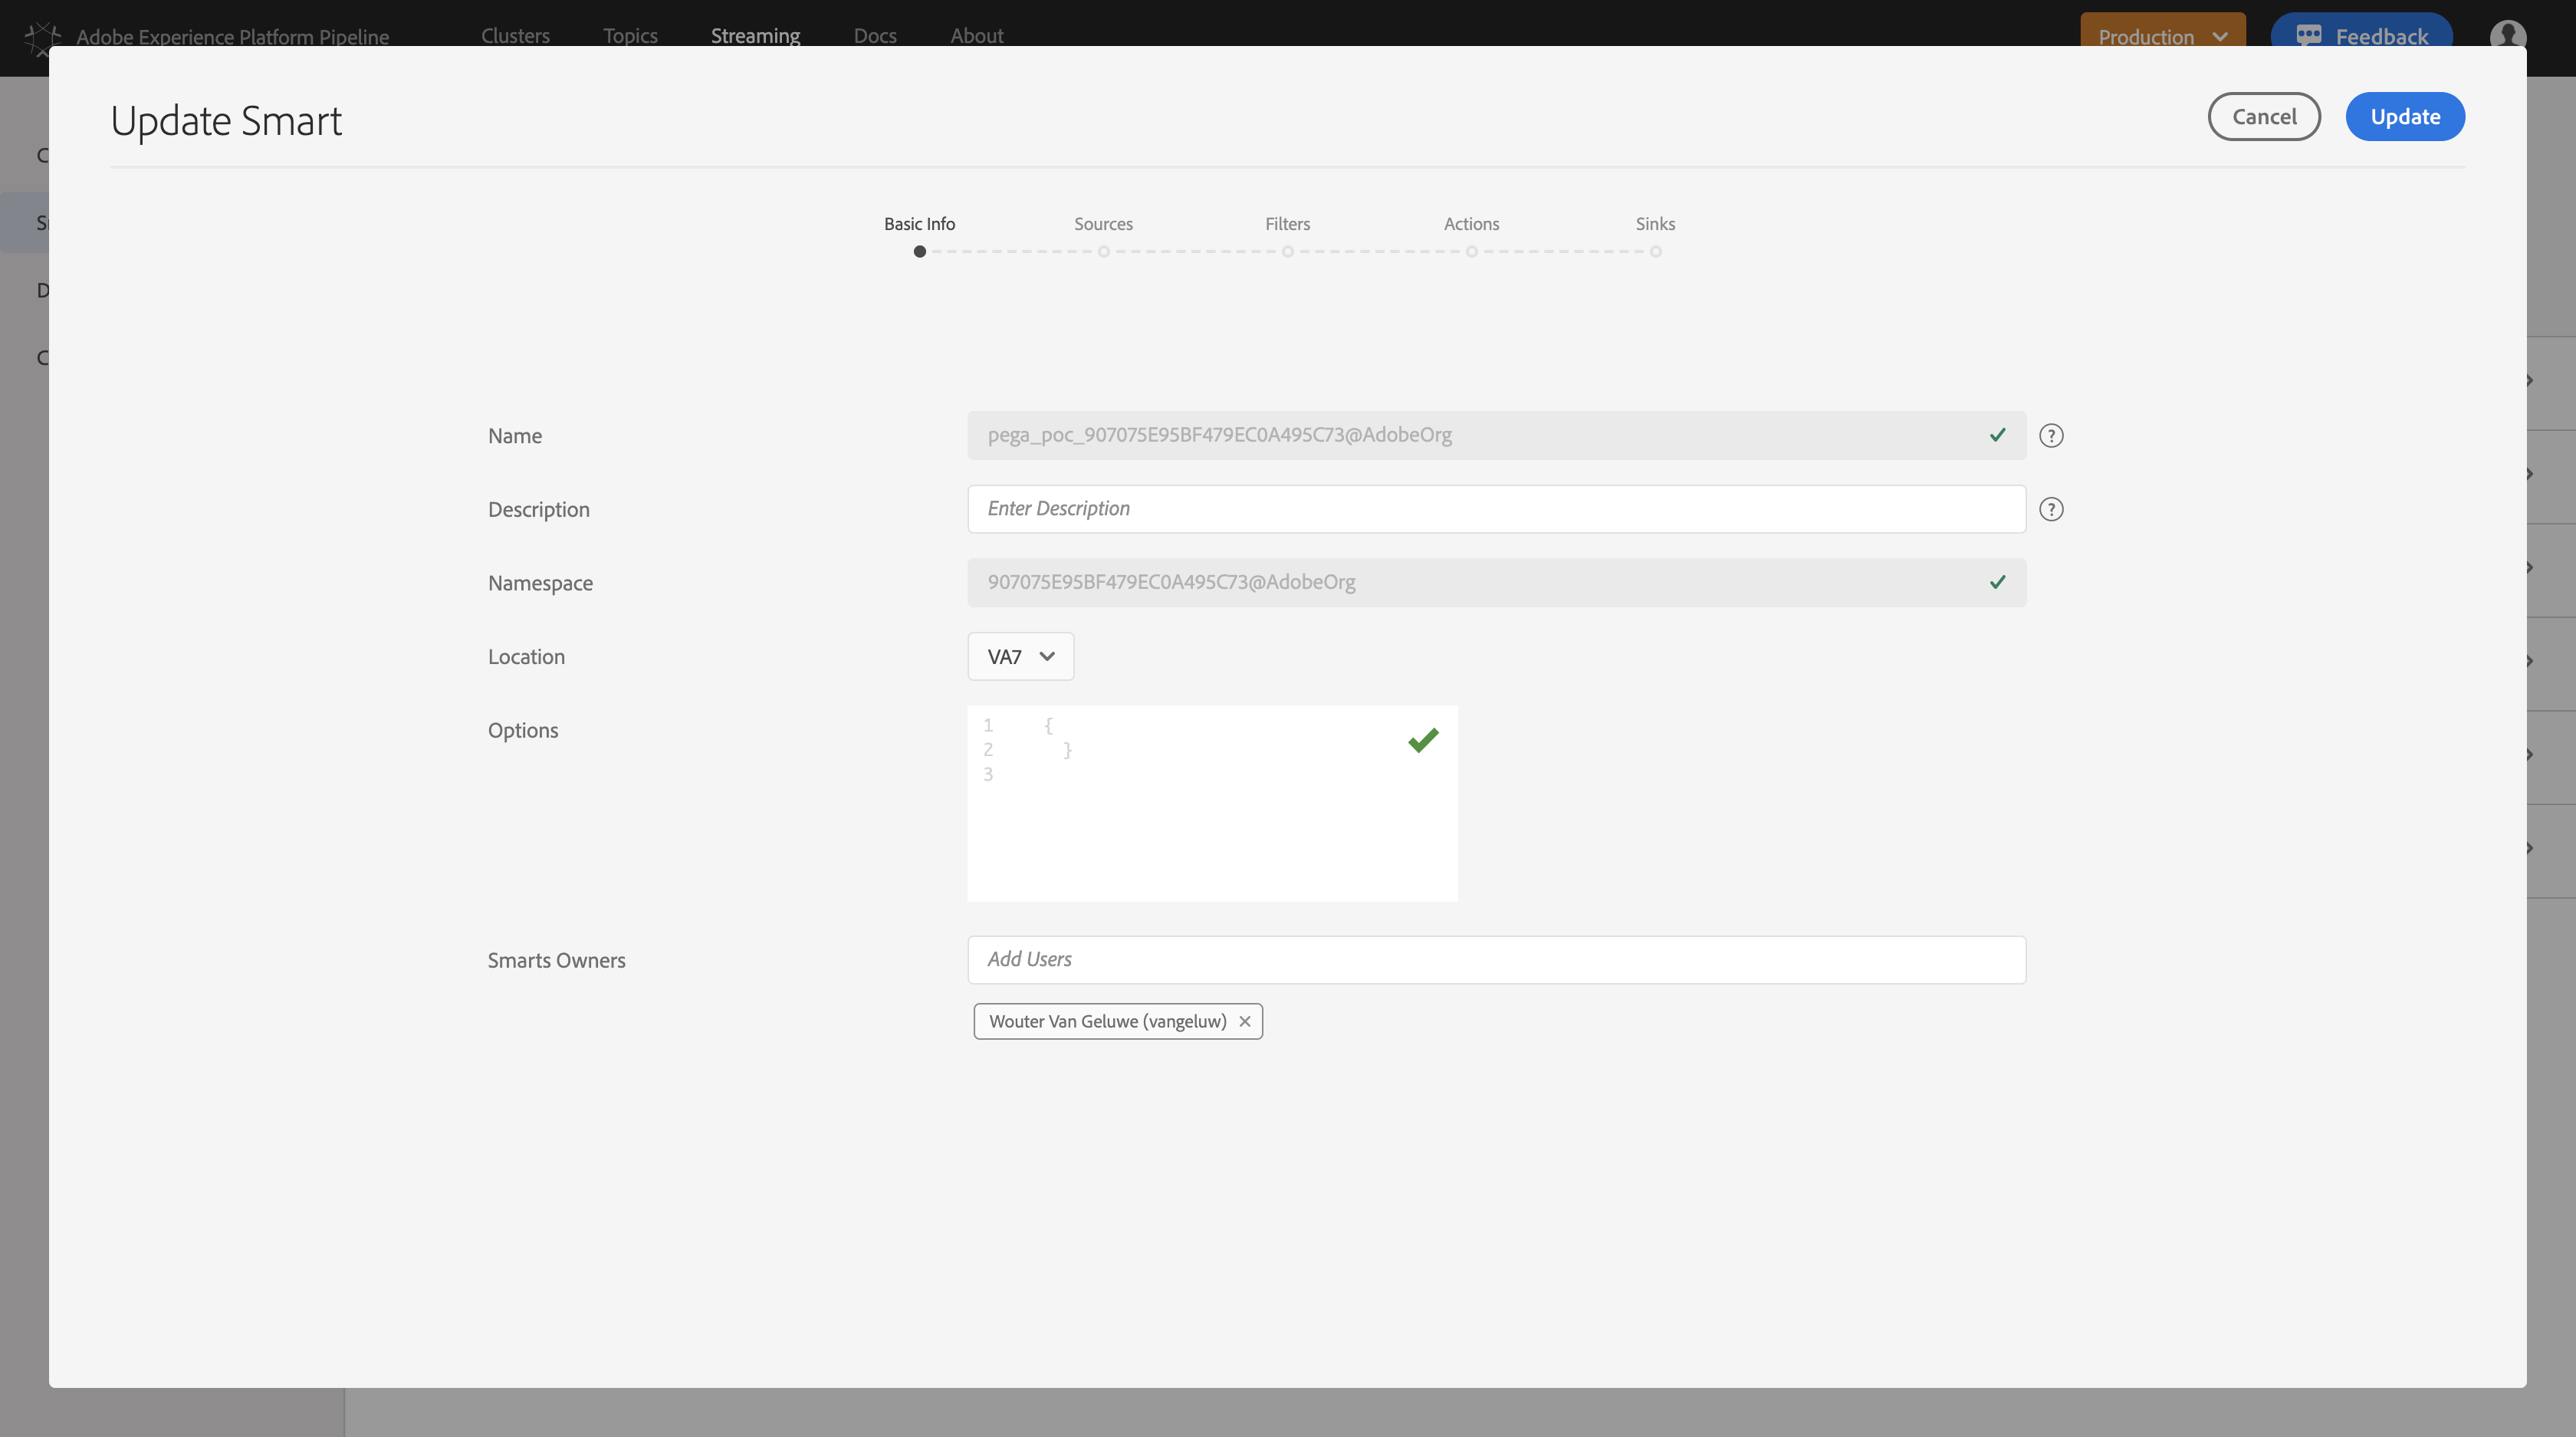 Adobe Experience Platform Pipeline
Clusters
Topics
Streaming
Docs
About
Production
Feedback
Update Smart
Cancel
Update
Basic Info
Sources
Filters
Actions
Sinks
Name
pega_poc_907075E95BF479EC0A495C73@AdobeOrg
?
Description
Enter Description
?
Namespace
907075E95BF479EC0A495C73@AdobeOrg
Location
VA7
Options
1 {
2 }
3
Smarts Owners
Add Users
Wouter Van Geluwe (vangeluw)